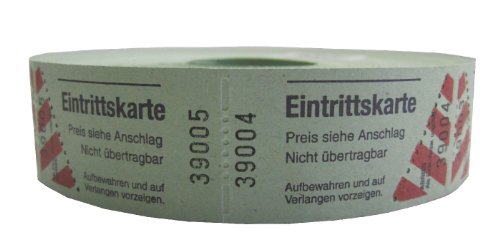 Eintrittskarte
Preis siehe Anschlag
Nicht übertragbar
Aufbewahren und auf
Verlangen vorzeigen.
39005
39004
Eintrittskarte
Preis siehe Anschlag
Nicht übertragbar
Aufbewahren und auf
Verlangen vorzeigen.
39004